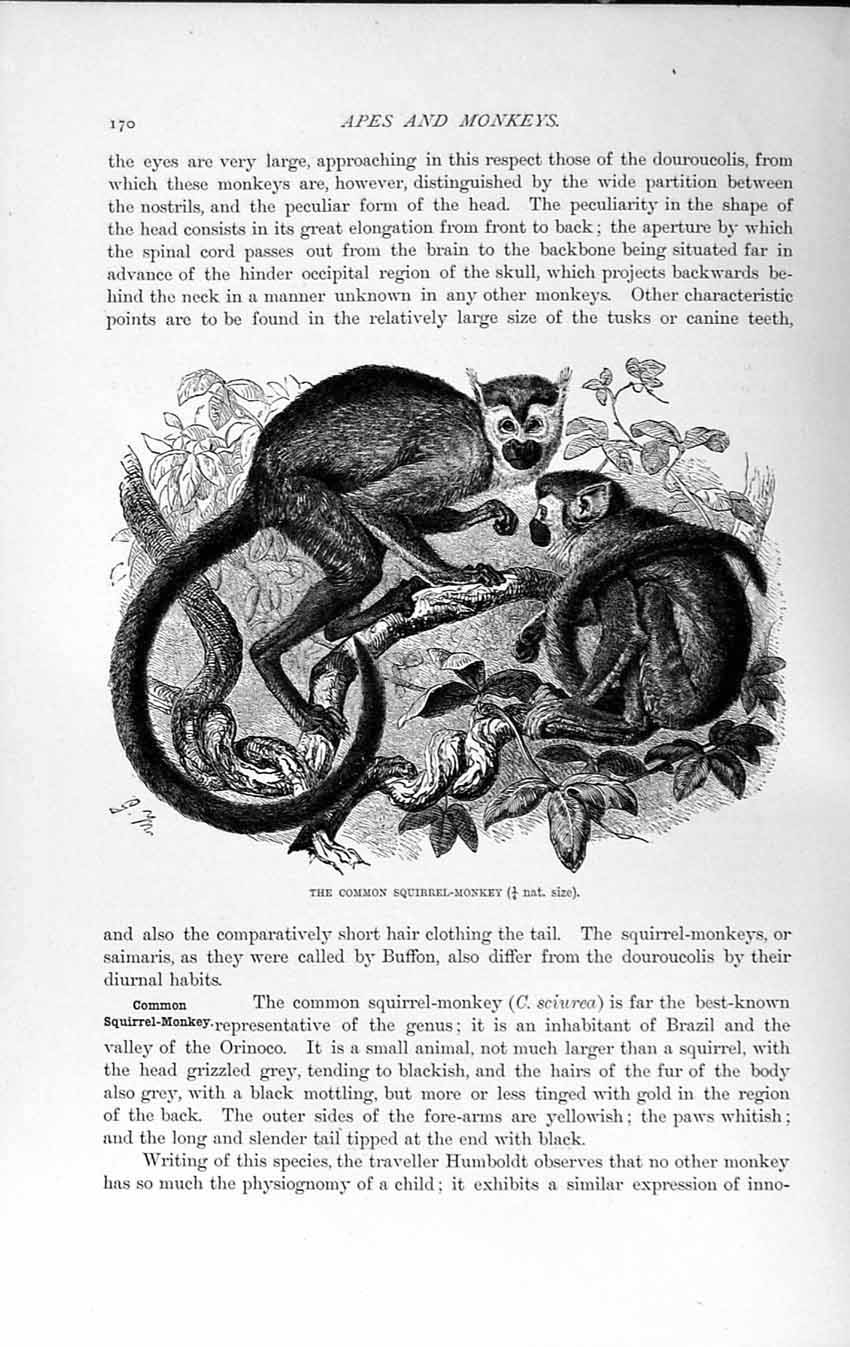 170 APES AND MONKEYS.
the eyes are very large, approaching in this respect those of the douroucolis, from
which these monkeys are, however, distinguished by the wide partition between
the nostrils, and the peculiar form of the head. The peculiarity in the shape of
the head consists in its great elongation from front to back; the aperture by which
the spinal cord passes out from the brain to the backbone being situated far in
advance of the hinder occipital region of the skull, which projects backwards be-
hind the neck in a manner unknown in any other monkeys. Other characteristic
points are to be found in the relatively large size of the tusks or canine teeth,
THE COMMON SQUIRREL-MONKEY (¼ nat. size).
and also the comparatively short hair clothing the tail. The squirrel-monkeys, or
saimaris, as they were called by Buffon, also differ from the douroucolis by their
diurnal habits.
Common The common squirrel-monkey (C. sciurea) is far the best-known
Squirrel-Monkey. representative of the genus; it is an inhabitant of Brazil and the
valley of the Orinoco. It is a small animal, not much larger than a squirrel, with
the head grizzled grey, tending to blackish, and the hairs of the fur of the body
also grey, with a black mottling, but more or less tinged with gold in the region
of the back. The outer sides of the fore-arms are yellowish; the paws whitish;
and the long and slender tail tipped at the end with black.
Writing of this species, the traveller Humboldt observes that no other monkey
has so much the physiognomy of a child; it exhibits a similar expression of inno-